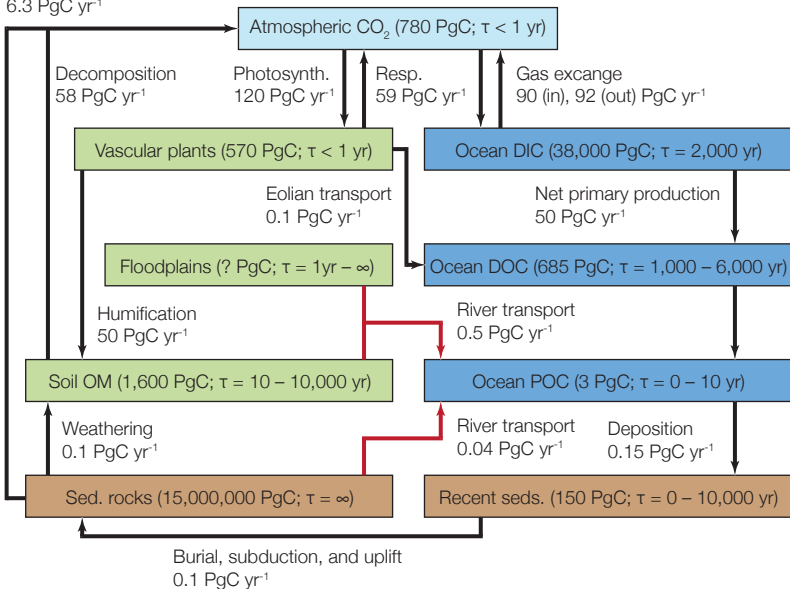 6.3 PgC yr⁻¹
Atmospheric CO₂ (780 PgC; τ < 1 yr)
Decomposition
58 PgC yr⁻¹
Photosynth.
120 PgC yr⁻¹
Resp.
59 PgC yr⁻¹
Gas excange
90 (in), 92 (out) PgC yr⁻¹
Vascular plants (570 PgC; τ < 1 yr)
Ocean DIC (38,000 PgC; τ = 2,000 yr)
Eolian transport
0.1 PgC yr⁻¹
Net primary production
50 PgC yr⁻¹
Floodplains (? PgC; τ = 1yr – ∞)
Ocean DOC (685 PgC; τ = 1,000 – 6,000 yr)
Humification
50 PgC yr⁻¹
River transport
0.5 PgC yr⁻¹
Soil OM (1,600 PgC; τ = 10 – 10,000 yr)
Ocean POC (3 PgC; τ = 0 – 10 yr)
Weathering
0.1 PgC yr⁻¹
River transport
0.04 PgC yr⁻¹
Deposition
0.15 PgC yr⁻¹
Sed. rocks (15,000,000 PgC; τ = ∞)
Recent seds. (150 PgC; τ = 0 – 10,000 yr)
Burial, subduction, and uplift
0.1 PgC yr⁻¹